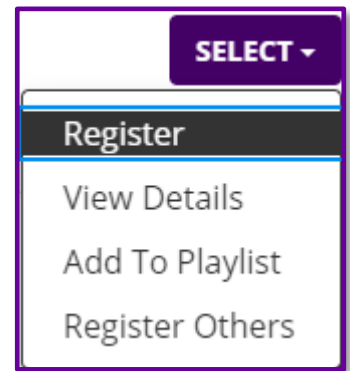 SELECT
Register
View Details
Add To Playlist
Register Others